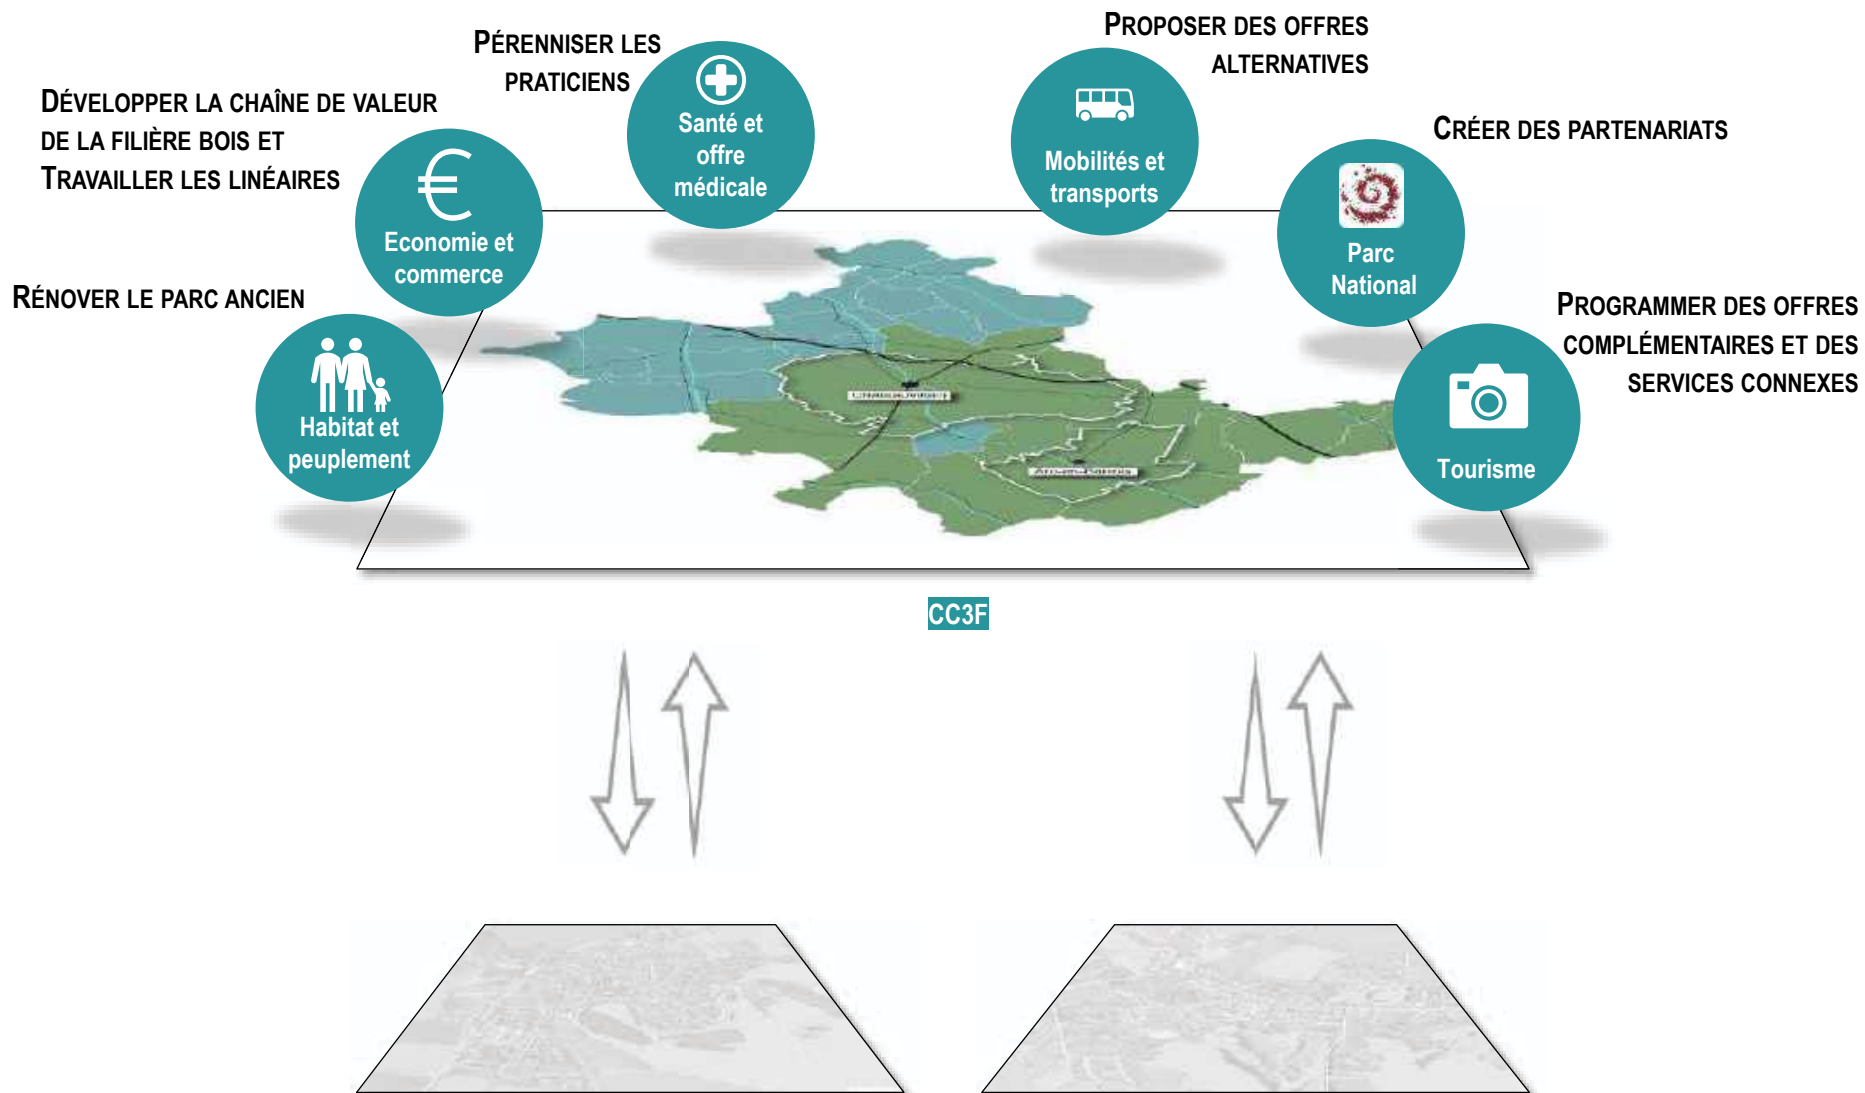 PROPOSER DES OFFRES
ALTERNATIVES
PÉRENNISER LES
PRATICIENS
DÉVELOPPER LA CHAÎNE DE VALEUR
DE LA FILIÈRE BOIS ET
TRAVAILLER LES LINÉAIRES
CRÉER DES PARTENARIATS
RÉNOVER LE PARC ANCIEN
PROGRAMMER DES OFFRES
COMPLÉMENTAIRES ET DES
SERVICES CONNEXES
Santé et
offre
médicale
Mobilités et
transports
Economie et
commerce
Parc
National
Habitat et
peuplement
Tourisme
CC3F